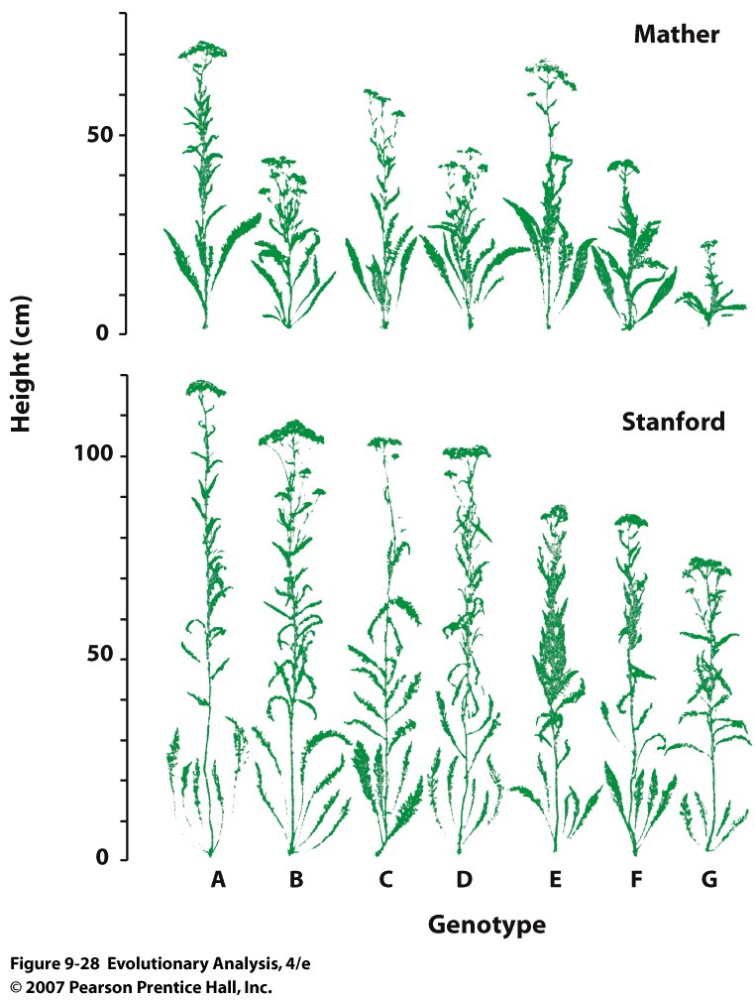 Mather
50
0
Height (cm)
Stanford
100
50
0
A B C D E F G
Genotype
Figure 9-28 Evolutionary Analysis, 4/e
© 2007 Pearson Prentice Hall, Inc.